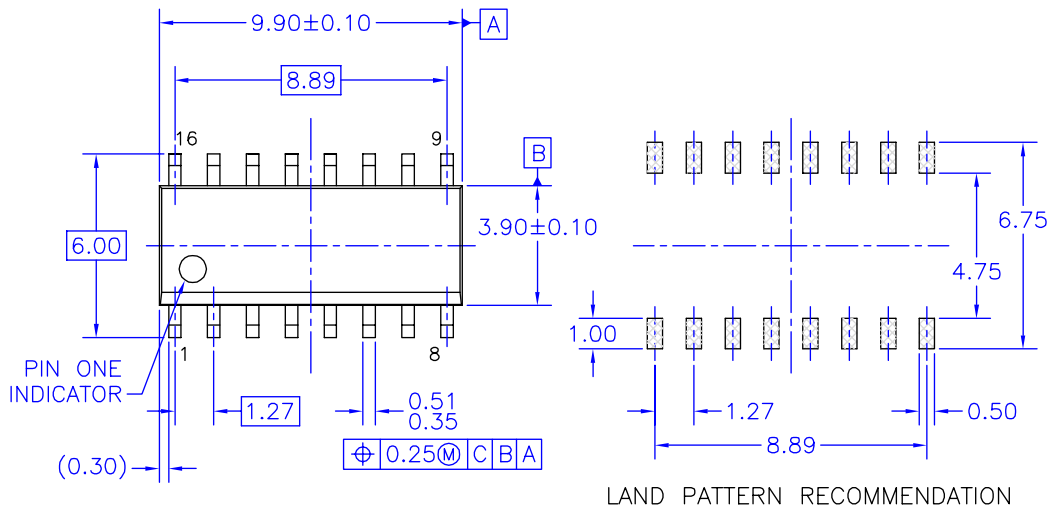 9.90±0.10 A
8.89
16 9
B
6.00
3.90±0.10
6.75
4.75
1.00
1 8
PIN ONE
INDICATOR
1.27
0.51
0.35
1.27
0.50
8.89
⌖ 0.25Ⓜ C B A
(0.30)
LAND PATTERN RECOMMENDATION